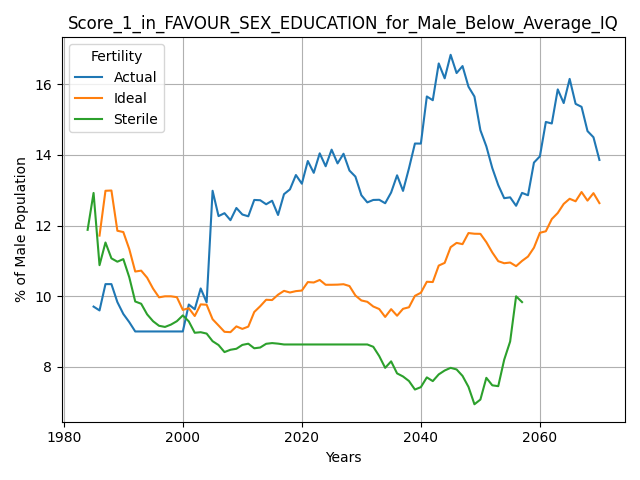 Score_1_in_FAVOUR_SEX_EDUCATION_for_Male_Below_Average_IQ
Fertility
Actual
Ideal
Sterile
% of Male Population
16
14
12
10
8
1980 2000 2020 2040 2060
Years